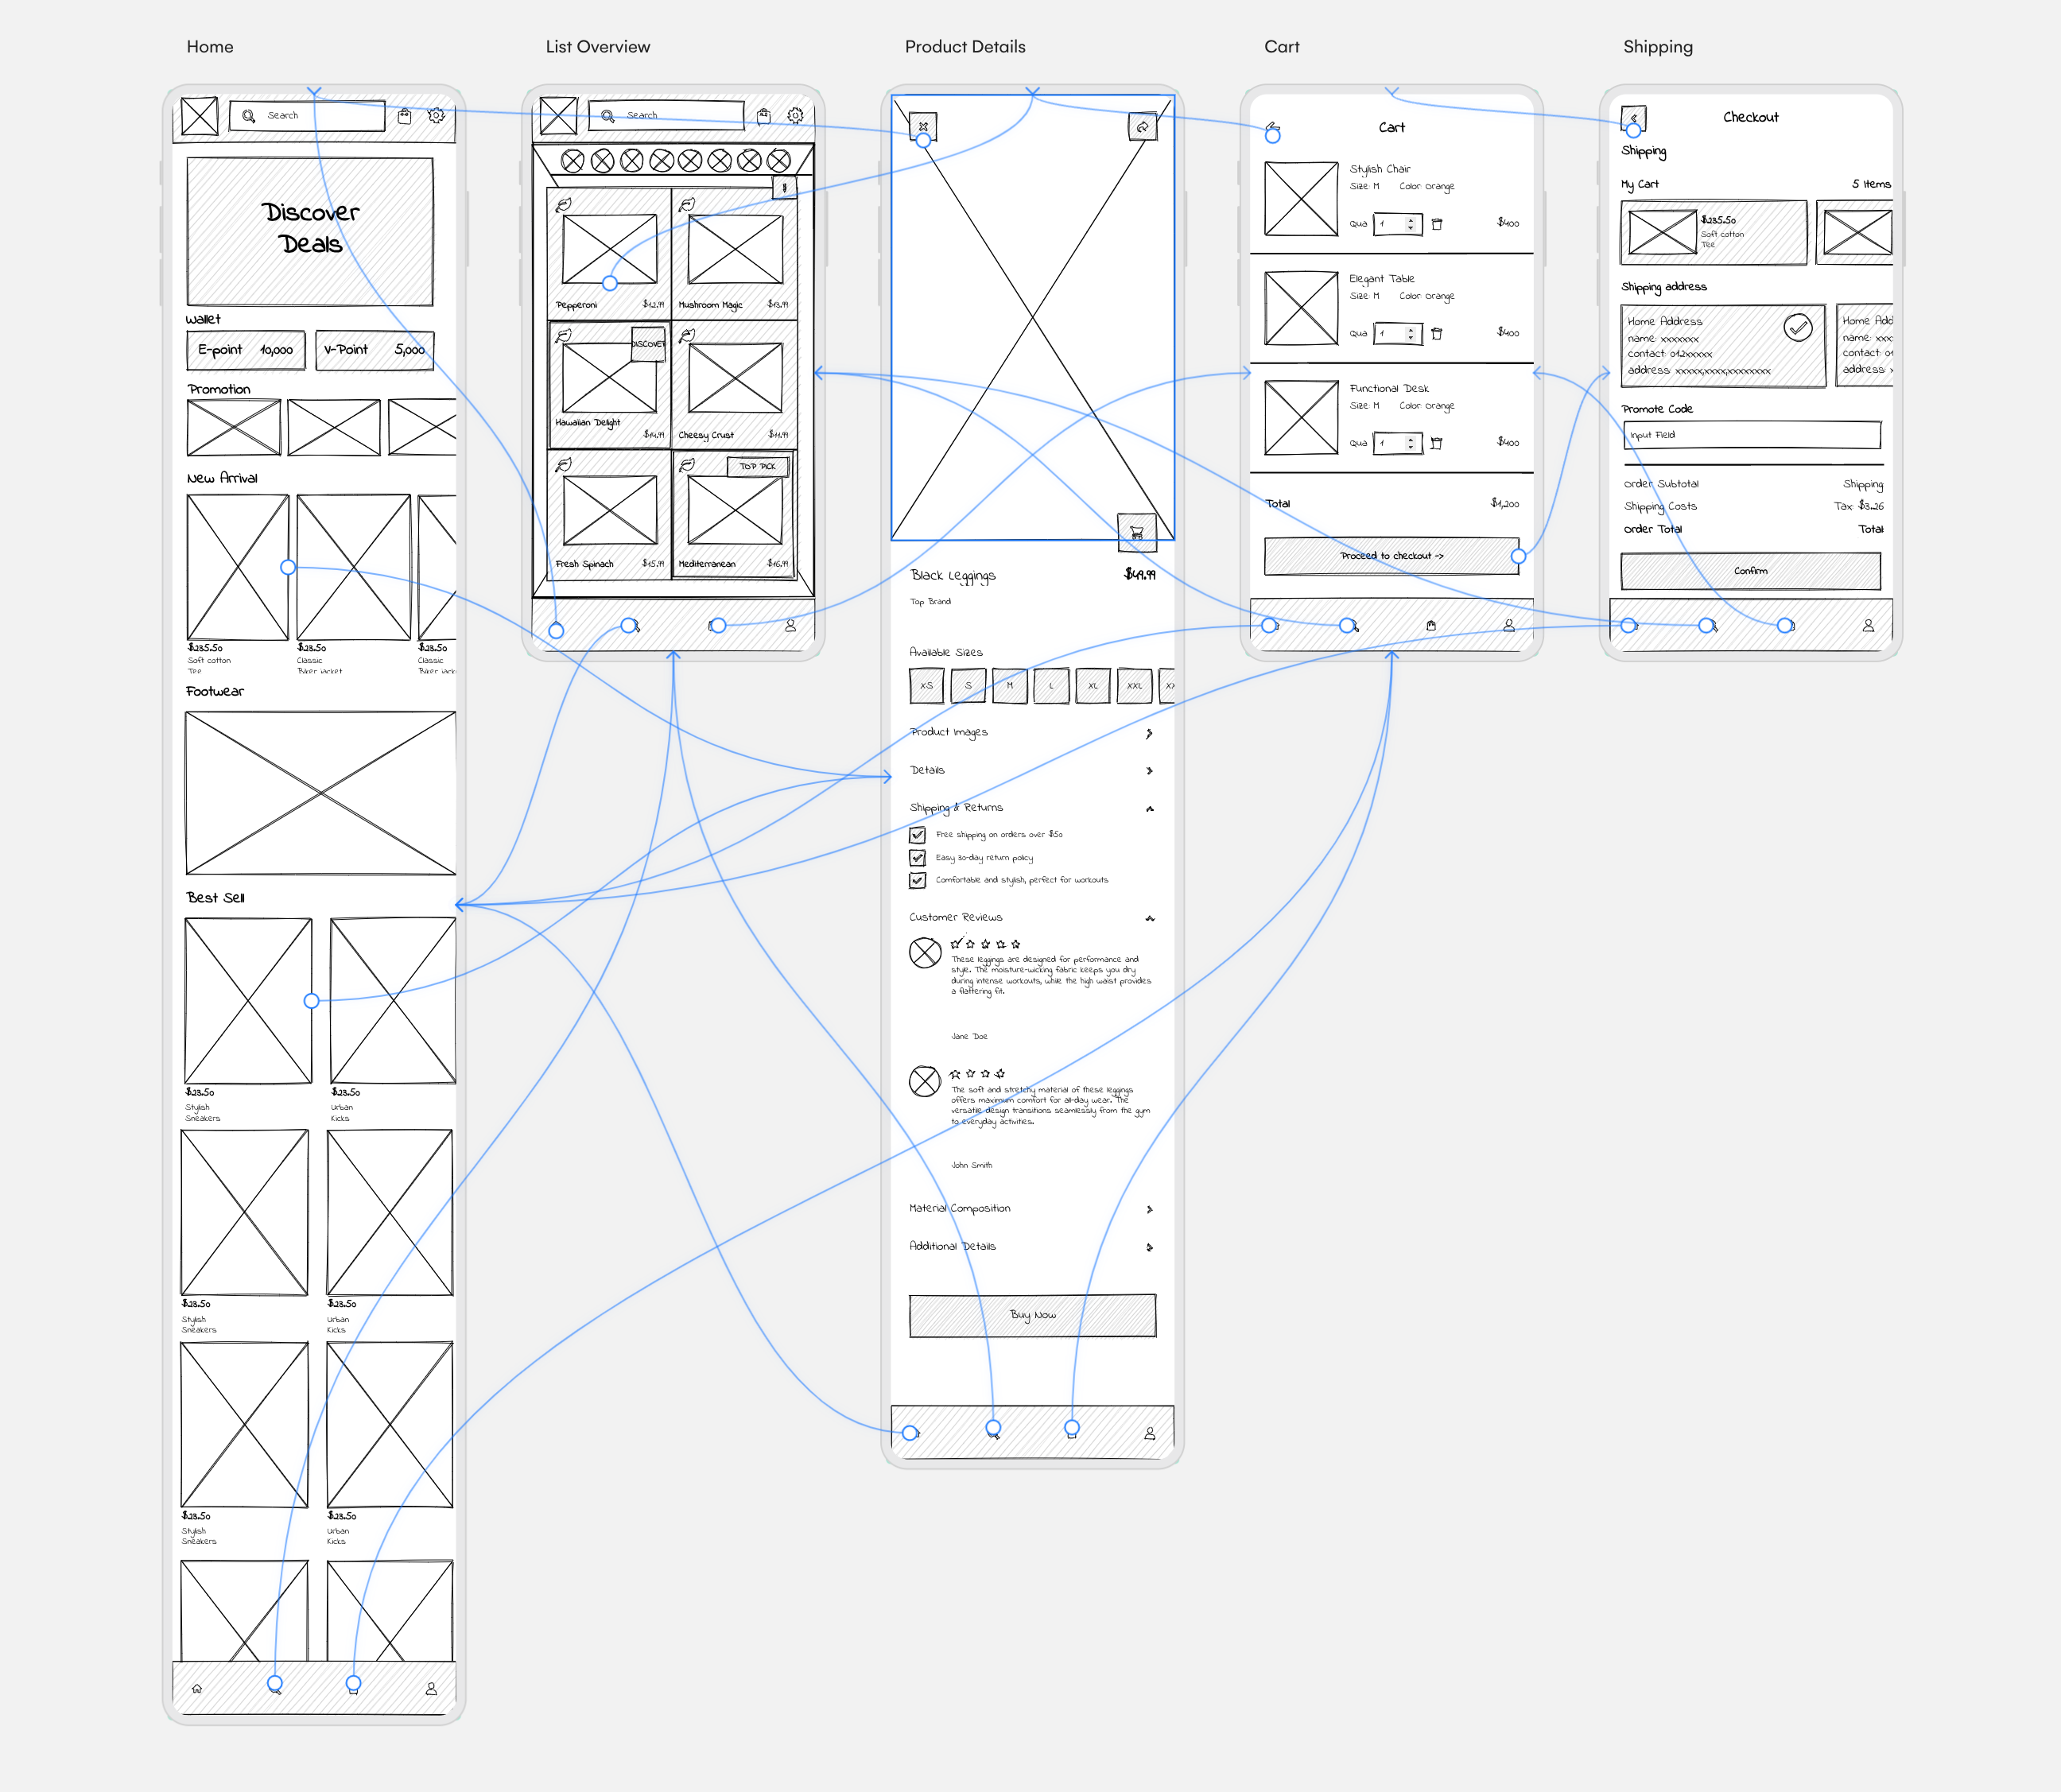 Home
List Overview
Product Details
Cart
Shipping
Search
Discover
Deals
Wallet
E-point 10,000
V-Point 5,000
Promotion
New Arrival
$235.50
Soft cotton
Tee
$23.50
Classic
Biker jacket
$23.50
Classic
Footwear
Best Sell
$23.50
Stylish
Sneakers
$23.50
Urban
Kicks
$23.50
Stylish
Sneakers
$23.50
Urban
Kicks
$23.50
Stylish
Sneakers
$23.50
Urban
Kicks
Search
Pepperoni $12.99
Mushroom Magic $13.99
DISCOVER
Hawaiian Delight
$14.99
Cheesy Crust $11.99
TOP PICK
Fresh Spinach $15.99
Mediterranean $16.99
Black Leggings $49.99
Top Brand
Available Sizes
XS S M L XL XXL
Product Images
Details
Shipping & Returns
Free shipping on orders over $50
Easy 30-day return policy
Comfortable and stylish, perfect for workouts
Customer Reviews
These leggings are designed for performance and
style. The moisture-wicking fabric keeps you dry
during intense workouts, while the high waist provides
a flattering fit.
Jane Doe
The soft and stretchy material of these leggings
offers maximum comfort for all-day wear. The
versatile design transitions seamlessly from the gym
to everyday activities.
John Smith
Material Composition
Additional Details
Buy Now
Cart
Stylish Chair
Size: M Color: Orange
Qua 1 $400
Elegant Table
Size: M Color: Orange
Qua 1 $400
Functional Desk
Size: M Color: Orange
Qua 1 $400
Total $1,200
Proceed to checkout ->
Checkout
Shipping
My Cart 5 Items
$235.50
Soft cotton
Tee
Shipping address
Home Address
name: xxxxxxx
contact: 012xxxxx
address: xxxxx,xxxx,xxxxxxxx
Home Add
name: xxx
contact: 01
address: x
Promote Code
Input Field
Order Subtotal Shipping
Shipping Costs Tax $3.26
Order Total Total
Confirm